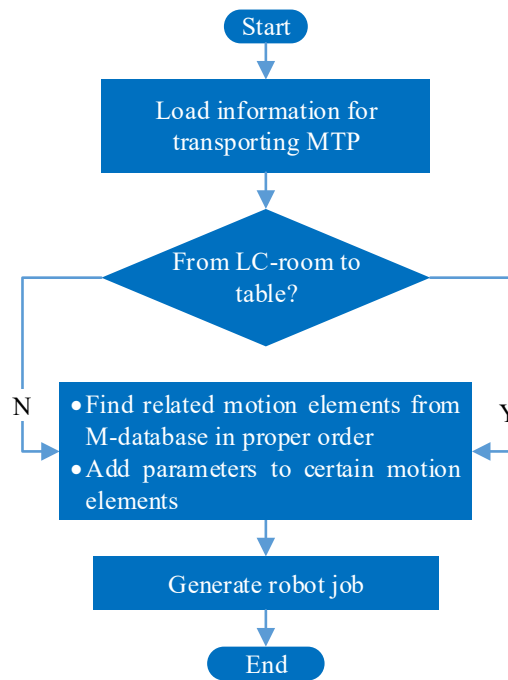 Start
Load information for
transporting MTP
From LC-room to
table?
N
Y
•Find related motion elements from
M-database in proper order
•Add parameters to certain motion
elements
Generate robot job
End